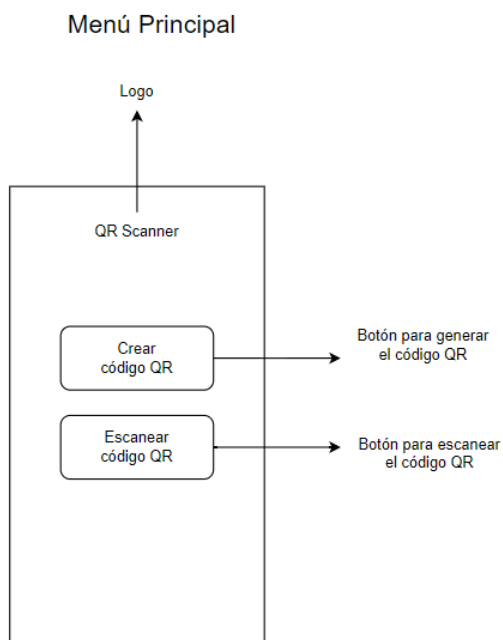 Menú Principal
Logo
QR Scanner
Crear
código QR
Botón para generar
el código QR
Escanear
código QR
Botón para escanear
el código QR